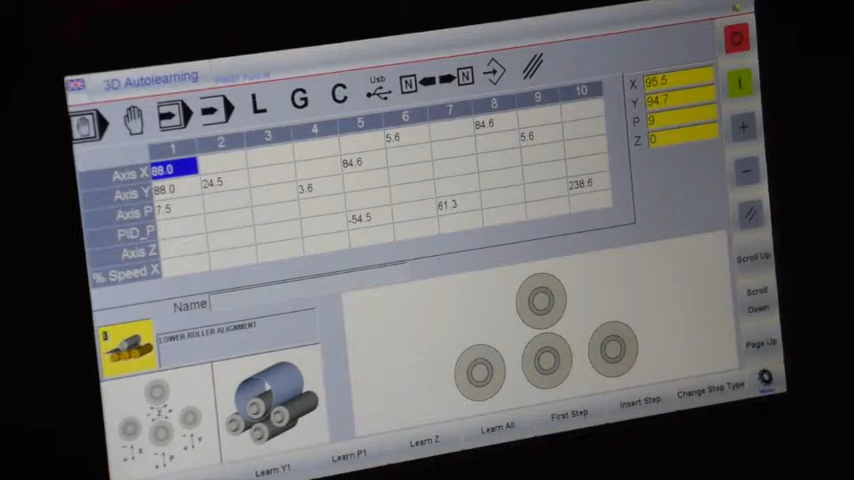 3D Autolearning
L G C Usb N N
1 2 3 4 5 6 7 8 9 10
Axis X 88.0 84.6 5.6 84.6 5.6
Axis Y 88.0 24.5 3.6
Axis P 7.5 -54.5 61.3 238.6
PID_P
Axis Z
% Speed X
X 95.5
Y 94.7
P 9
Z 0
Name
LOWER ROLLER ALIGNMENT
Z
X P Y
Scroll Up
Scroll
Down
Page Up
Learn Y1 Learn P1 Learn Z Learn All First Step Insert Step Change Step Type